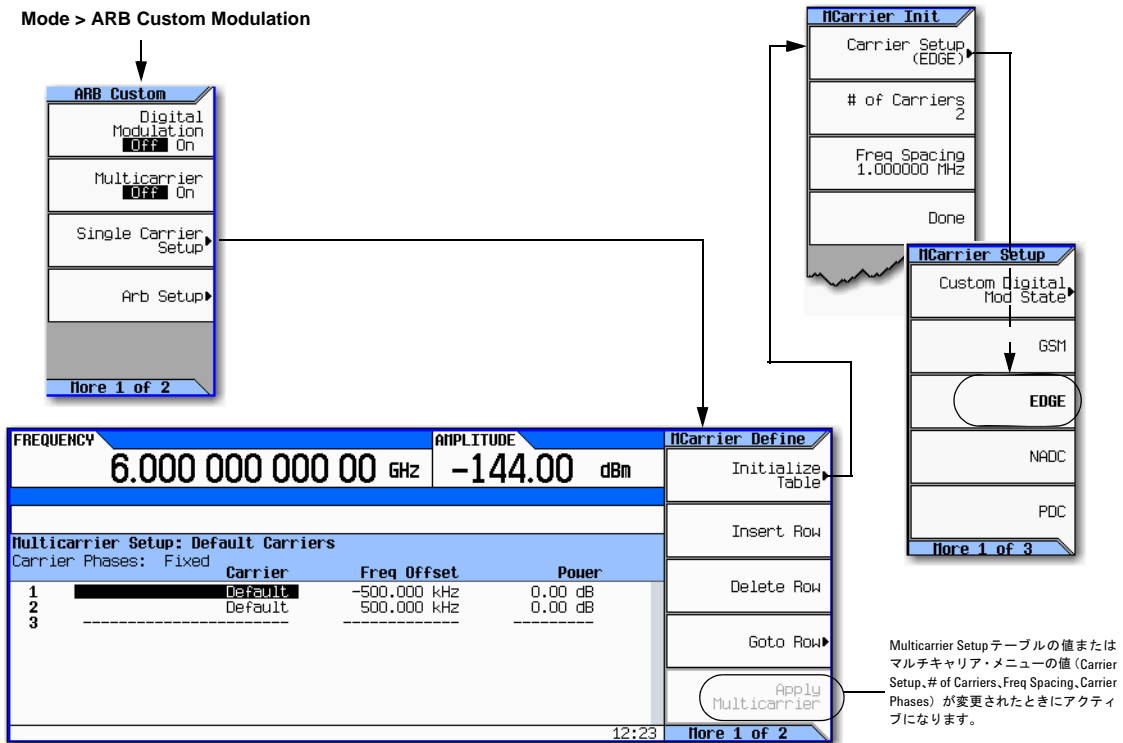 Mode > ARB Custom Modulation
ARB Custom
Digital
Modulation
Off On
Multicarrier
Off On
Single Carrier
Setup
Arb Setup
More 1 of 2
MCarrier Init
Carrier Setup
(EDGE)
# of Carriers
2
Freq Spacing
1.000000 MHz
Done
MCarrier Setup
Custom Digital
Mod State
GSM
EDGE
NADC
PDC
More 1 of 3
FREQUENCY
6.000 000 000 00 GHz
AMPLITUDE
-144.00 dBm
Multicarrier Setup: Default Carriers
Carrier Phases: Fixed
Carrier Freq Offset Power
1 Default -500.000 kHz 0.00 dB
2 Default 500.000 kHz 0.00 dB
3 ----------------------- ------------- ---------
12:23
MCarrier Define
Initialize
Table
Insert Row
Delete Row
Goto Row
Apply
Multicarrier
More 1 of 2
Multicarrier Setupテーブルの値または
マルチキャリア・メニューの値（Carrier
Setup、# of Carriers、Freq Spacing、Carrier
Phases）が変更されたときにアクティ
ブになります。